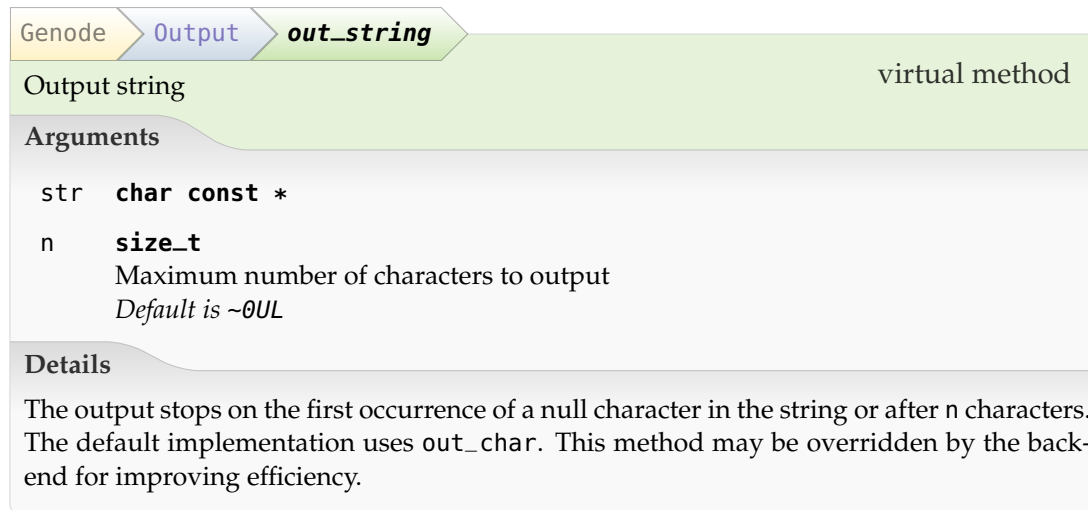 Genode Output out_string
virtual method
Output string
Arguments
str char const *
n size_t
Maximum number of characters to output
Default is ~0UL
Details
The output stops on the first occurrence of a null character in the string or after n characters.
The default implementation uses out_char. This method may be overridden by the back-
end for improving efficiency.